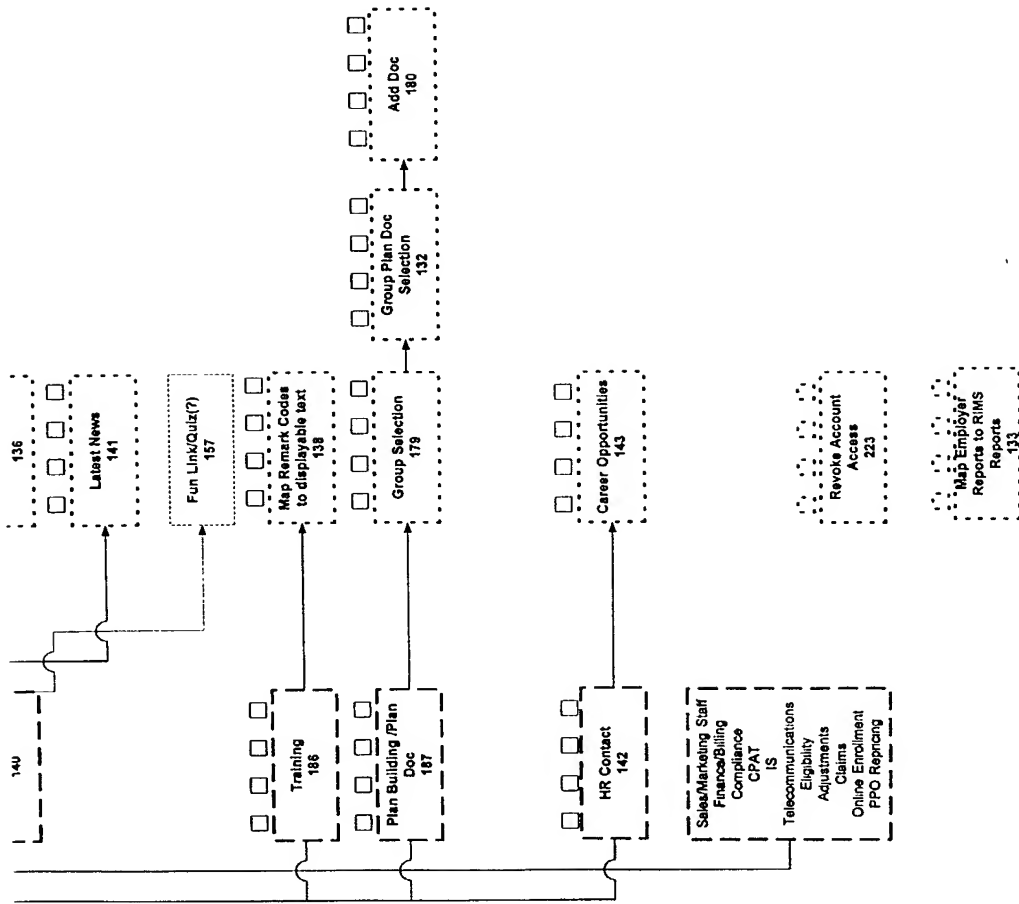 136
Latest News
141
Fun Link/Quiz(?)
157
140
Training
186
Map Remark Codes
to displayable text
138
Plan Building /Plan
Doc
187
Group Selection
179
Group Plan Doc
Selection
132
Add Doc
180
HR Contact
142
Career Opportunities
143
Sales/Marketing Staff
Finance/Billing
Compliance
CPAT
IS
Telecommunications
Eligibility
Adjustments
Claims
Online Enrollment
PPO Repricing
Revoke Account
Access
223
Map Employer
Reports to RIMS
Reports
133